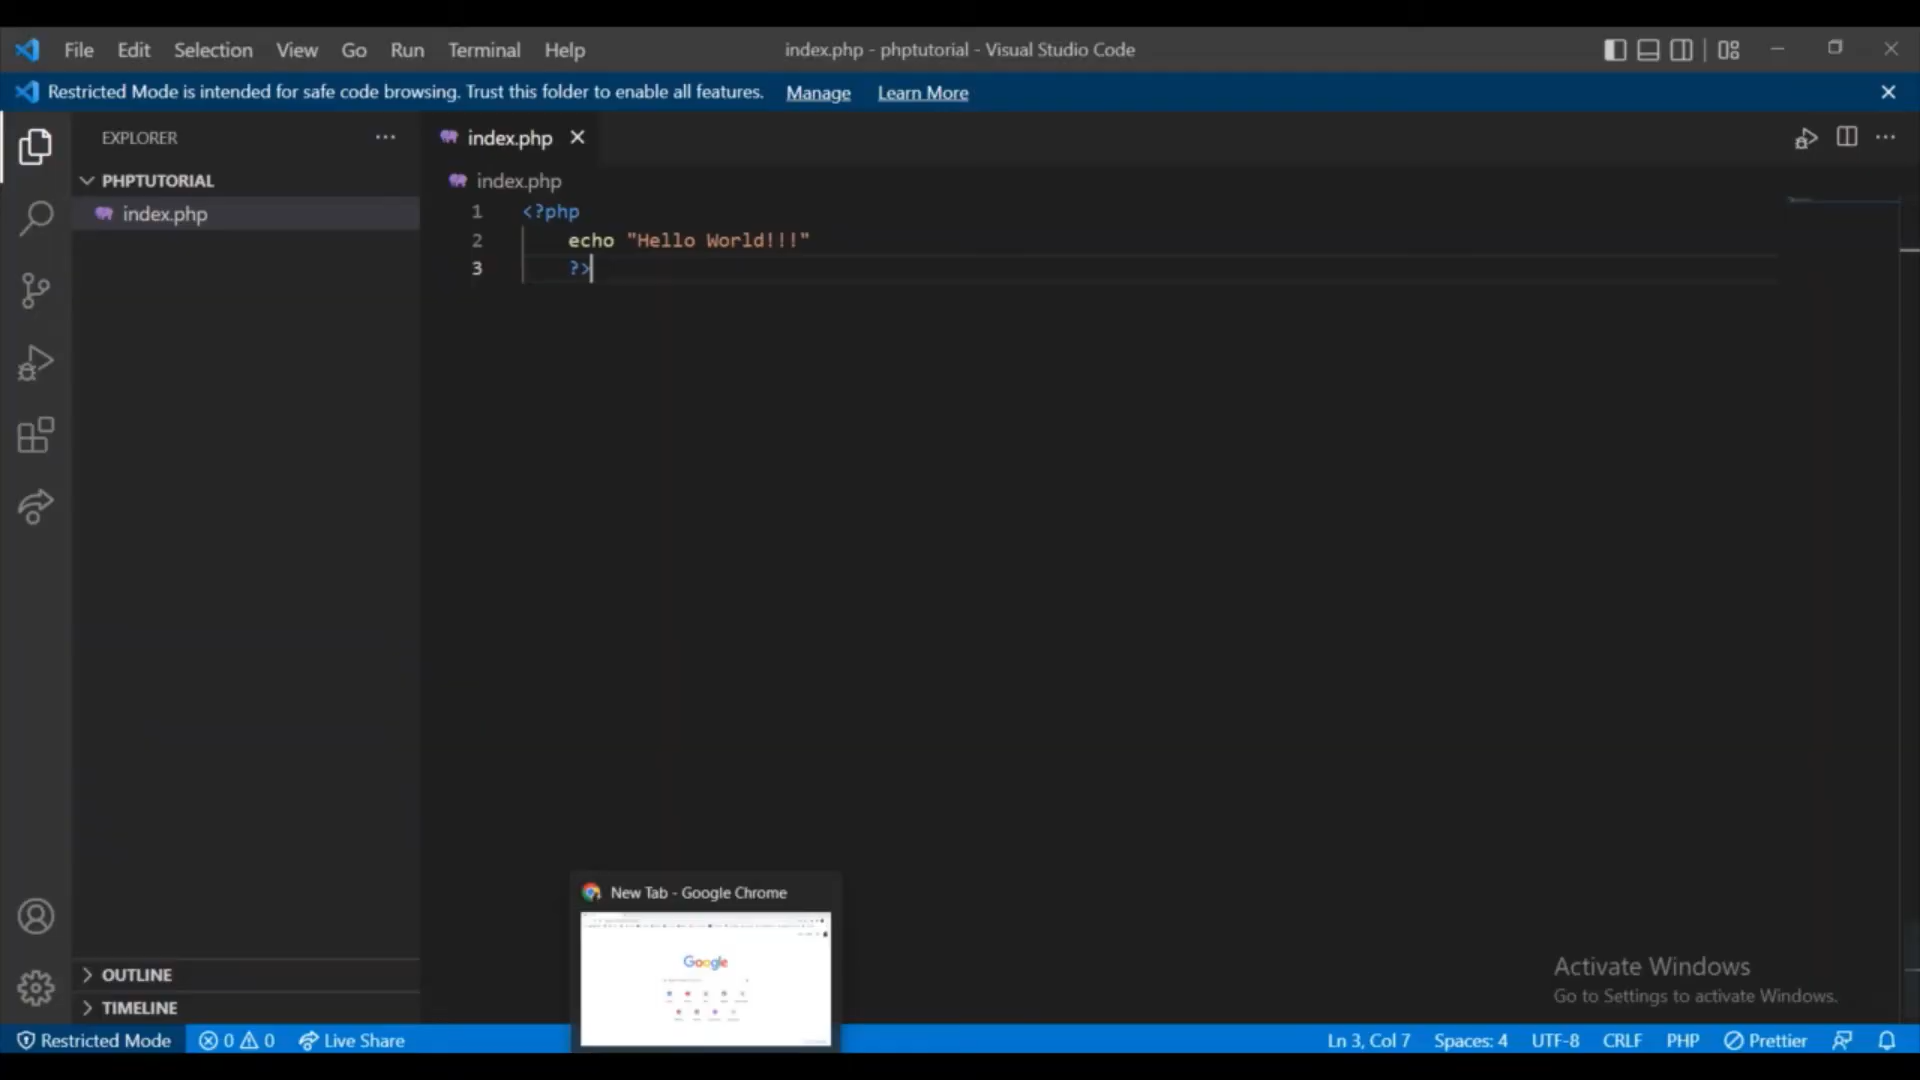 File Edit Selection View Go Run Terminal Help
index.php - phptutorial - Visual Studio Code
Restricted Mode is intended for safe code browsing. Trust this folder to enable all features. Manage Learn More
EXPLORER
index.php
PHPTUTORIAL
index.php
index.php
1 <?php
2 echo "Hello World!!!"
3 ?>
New Tab - Google Chrome
Google
OUTLINE
TIMELINE
Activate Windows
Go to Settings to activate Windows.
Restricted Mode 0 0 Live Share
Ln 3, Col 7 Spaces: 4 UTF-8 CRLF PHP Prettier